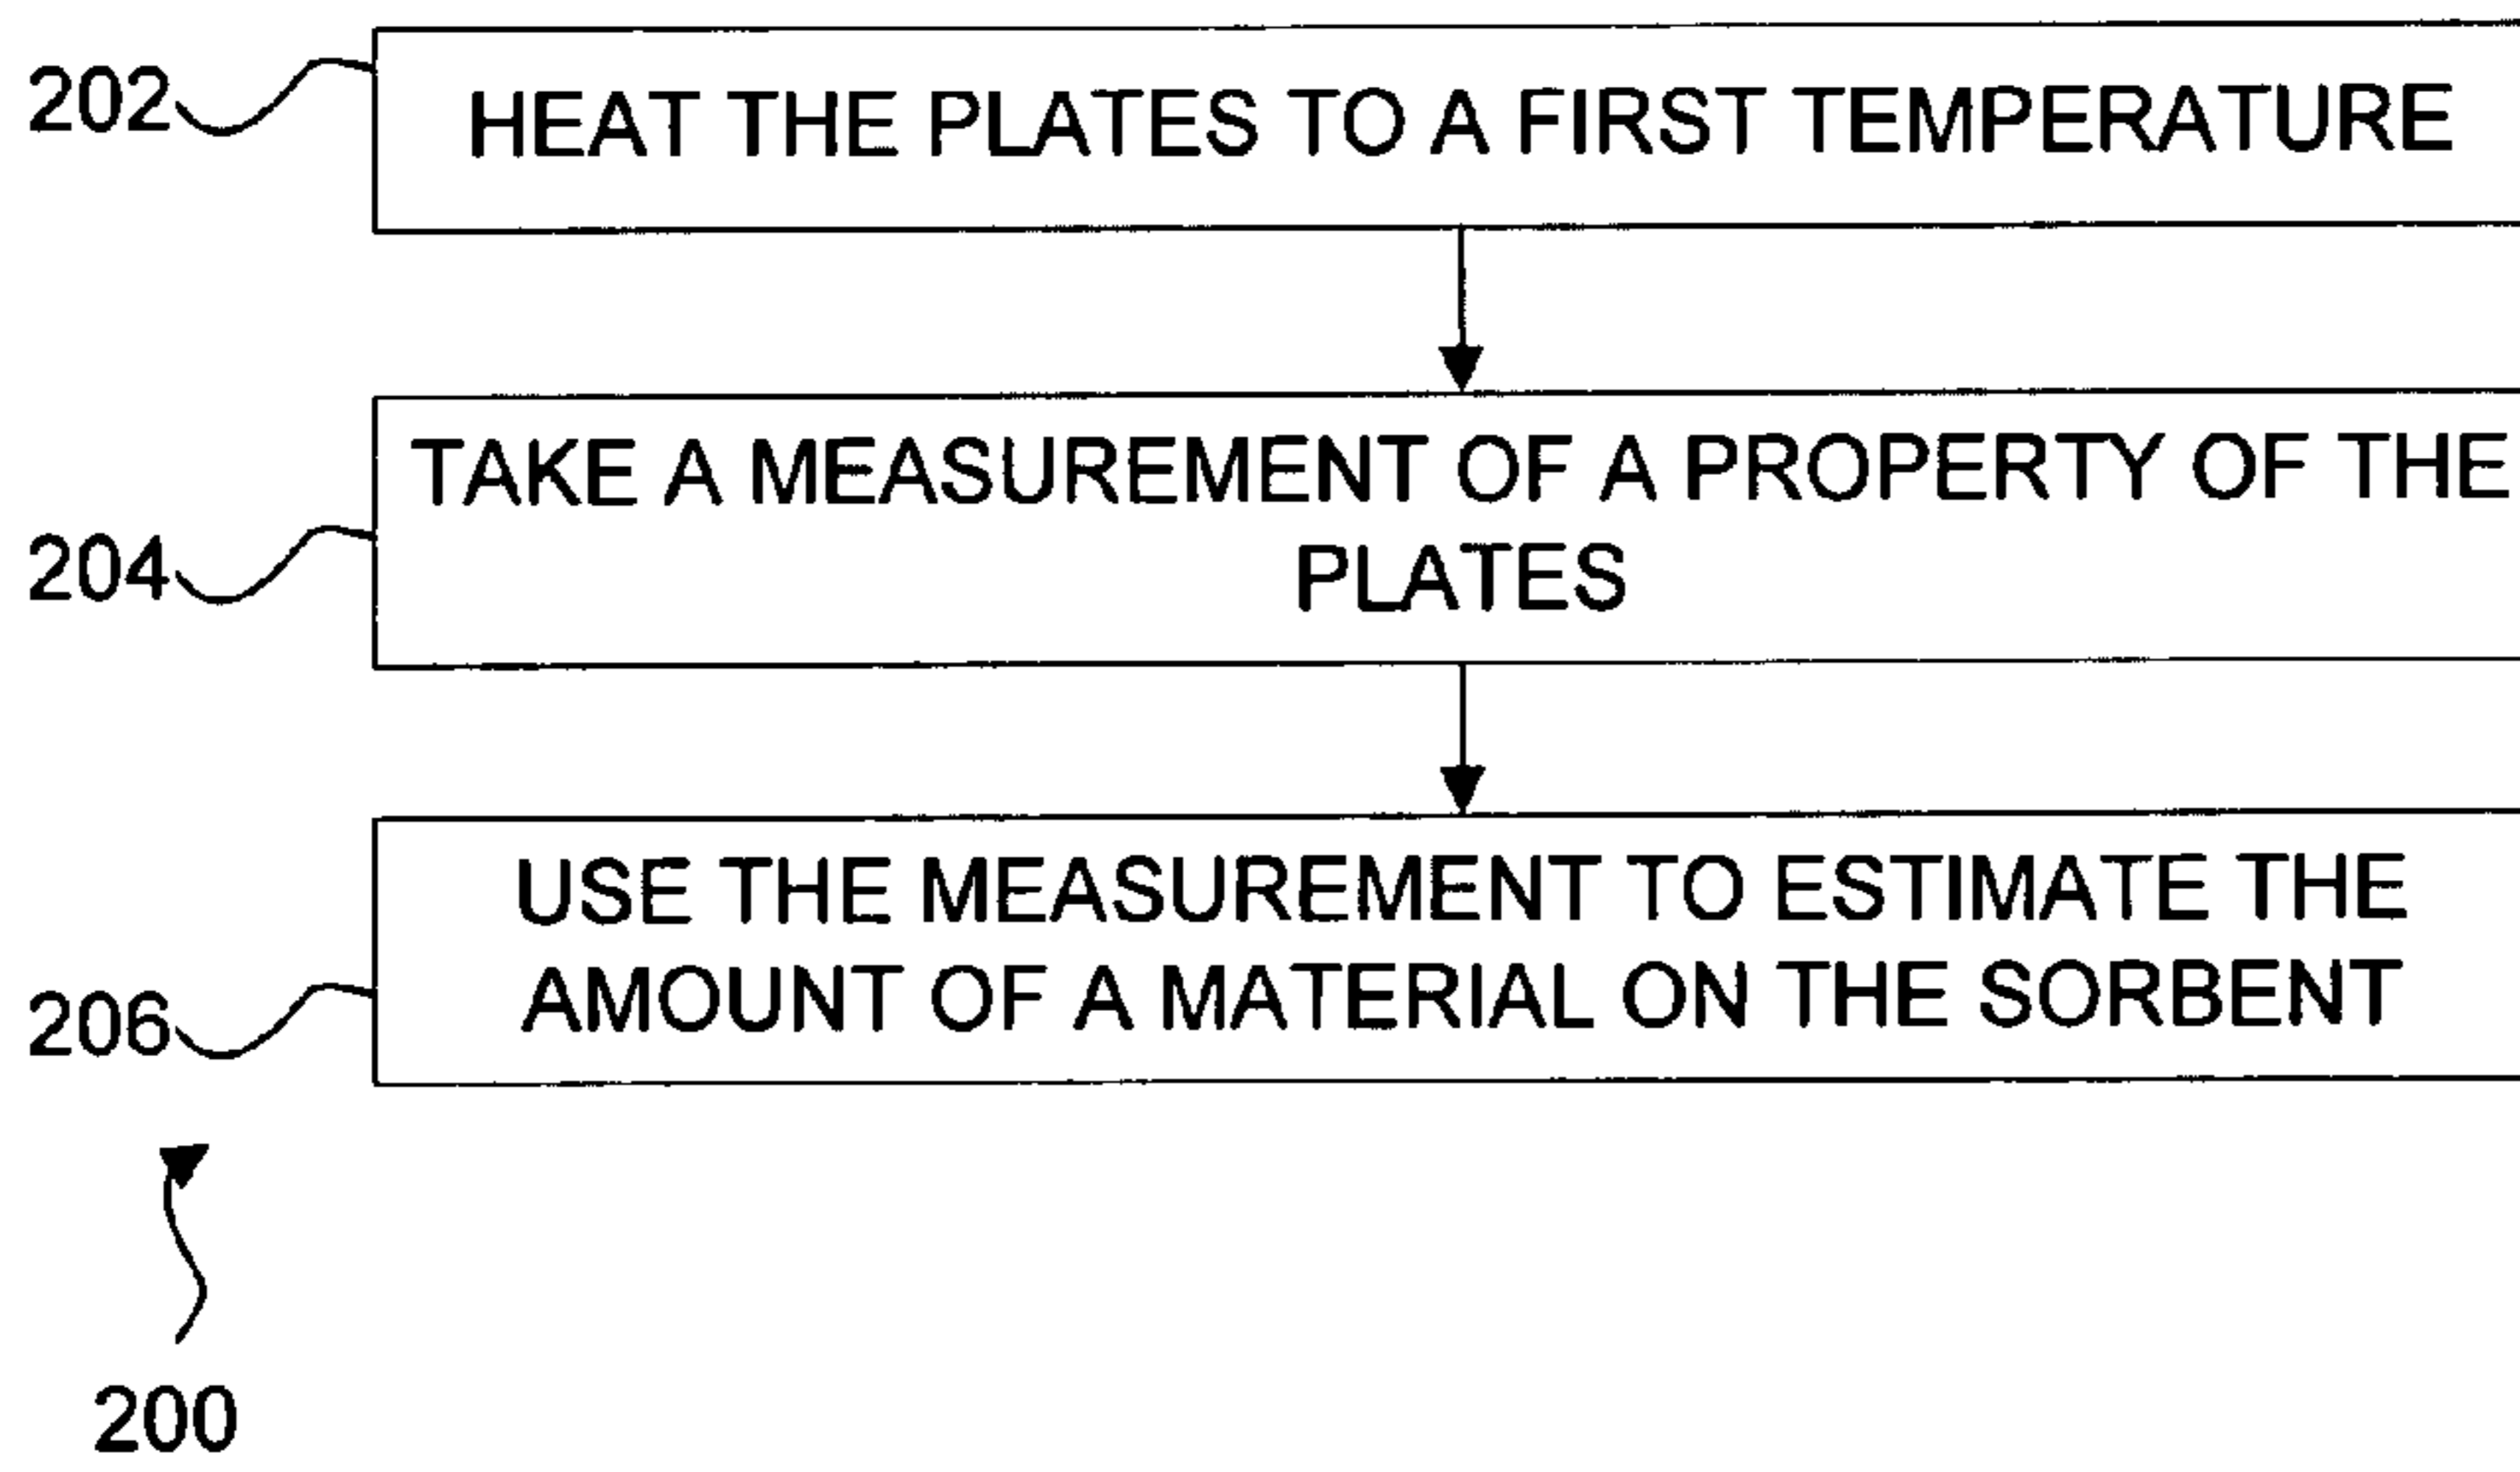 202
HEAT THE PLATES TO A FIRST TEMPERATURE
TAKE A MEASUREMENT OF A PROPERTY OF THE
PLATES
204
USE THE MEASUREMENT TO ESTIMATE THE
AMOUNT OF A MATERIAL ON THE SORBENT
206
200